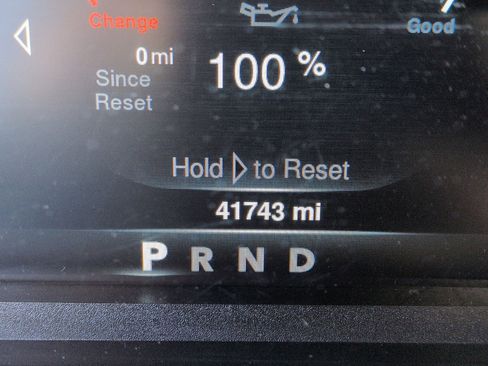 Change
Good
0 mi
100 %
Since
Reset
Hold ▷ to Reset
41743 mi
P R N D